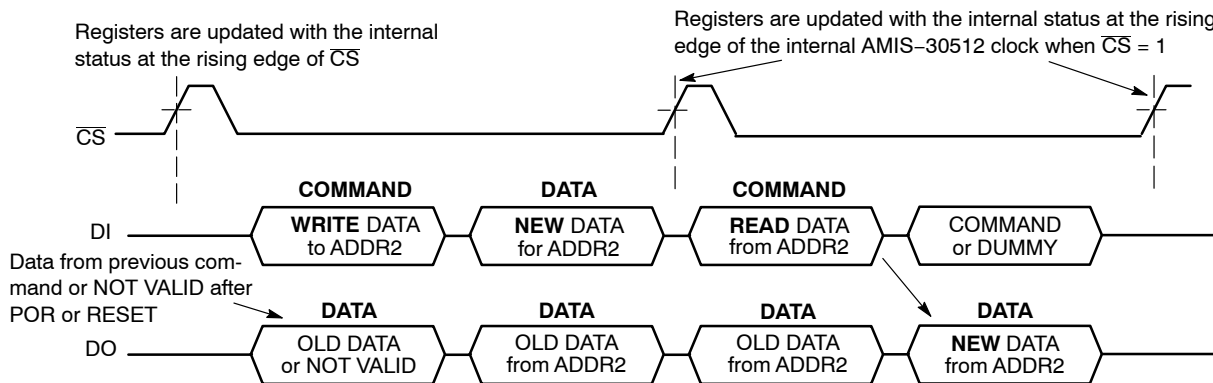 Registers are updated with the internal
status at the rising edge of CS
Registers are updated with the internal status at the rising
edge of the internal AMIS−30512 clock when CS = 1
CS
COMMAND
DATA
COMMAND
DI
WRITE DATA
to ADDR2
NEW DATA
for ADDR2
READ DATA
from ADDR2
COMMAND
or DUMMY
Data from previous com-
mand or NOT VALID after
POR or RESET
DATA
DATA
DATA
DATA
DO
OLD DATA
or NOT VALID
OLD DATA
from ADDR2
OLD DATA
from ADDR2
NEW DATA
from ADDR2